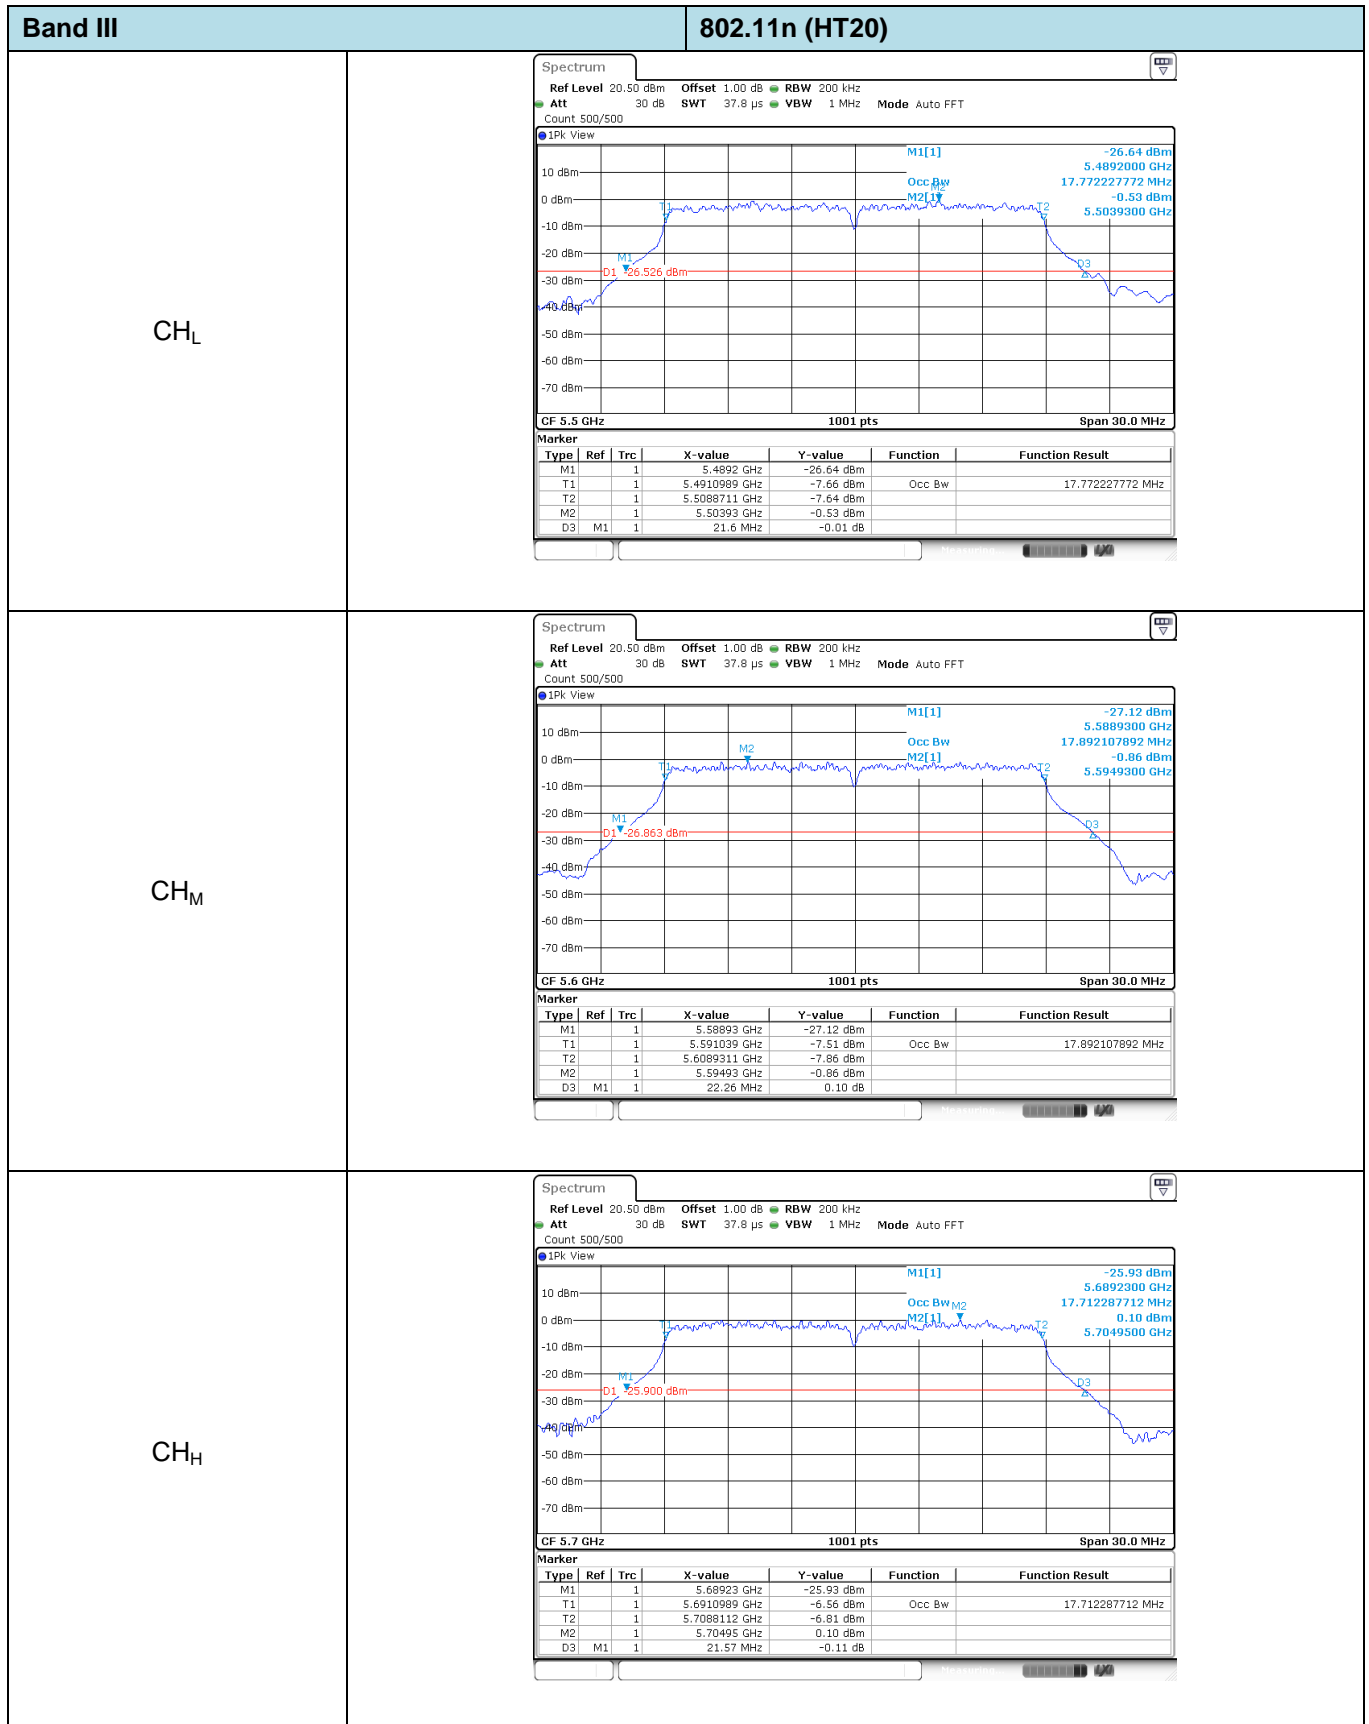 Band III 802.11n (HT20)
CHL
Spectrum
Ref Level 20.50 dBm Offset 1.00 dB RBW 200 kHz
Att 30 dB SWT 37.8 µs VBW 1 MHz Mode Auto FFT
Count 500/500
1Pk View
M1[1] -26.64 dBm
5.4892000 GHz
Occ Bw 17.772227772 MHz
M2[1] -0.53 dBm
5.5039300 GHz
10 dBm
0 dBm
-10 dBm
-20 dBm
-30 dBm
-40 dBm
-50 dBm
-60 dBm
-70 dBm
T1
M2
T2
M1
D1 -26.526 dBm
D3
CF 5.5 GHz 1001 pts Span 30.0 MHz
Marker
Type Ref Trc X-value Y-value Function Function Result
M1 1 5.4892 GHz -26.64 dBm
T1 1 5.4910989 GHz -7.66 dBm Occ Bw 17.772227772 MHz
T2 1 5.5088711 GHz -7.64 dBm
M2 1 5.50393 GHz -0.53 dBm
D3 M1 1 21.6 MHz -0.01 dB
Measuring...
CHM
Spectrum
Ref Level 20.50 dBm Offset 1.00 dB RBW 200 kHz
Att 30 dB SWT 37.8 µs VBW 1 MHz Mode Auto FFT
Count 500/500
1Pk View
M1[1] -27.12 dBm
5.5889300 GHz
Occ Bw 17.892107892 MHz
M2[1] -0.86 dBm
5.5949300 GHz
10 dBm
0 dBm
-10 dBm
-20 dBm
-30 dBm
-40 dBm
-50 dBm
-60 dBm
-70 dBm
T1
M2
T2
M1
D1 -26.863 dBm
D3
CF 5.6 GHz 1001 pts Span 30.0 MHz
Marker
Type Ref Trc X-value Y-value Function Function Result
M1 1 5.58893 GHz -27.12 dBm
T1 1 5.591039 GHz -7.51 dBm Occ Bw 17.892107892 MHz
T2 1 5.6089311 GHz -7.86 dBm
M2 1 5.59493 GHz -0.86 dBm
D3 M1 1 22.26 MHz 0.10 dB
Measuring...
CHH
Spectrum
Ref Level 20.50 dBm Offset 1.00 dB RBW 200 kHz
Att 30 dB SWT 37.8 µs VBW 1 MHz Mode Auto FFT
Count 500/500
1Pk View
M1[1] -25.93 dBm
5.6892300 GHz
Occ Bw 17.712287712 MHz
M2[1] 0.10 dBm
5.7049500 GHz
10 dBm
0 dBm
-10 dBm
-20 dBm
-30 dBm
-40 dBm
-50 dBm
-60 dBm
-70 dBm
T1
M2
T2
M1
D1 -25.900 dBm
D3
CF 5.7 GHz 1001 pts Span 30.0 MHz
Marker
Type Ref Trc X-value Y-value Function Function Result
M1 1 5.68923 GHz -25.93 dBm
T1 1 5.6910989 GHz -6.56 dBm Occ Bw 17.712287712 MHz
T2 1 5.7088112 GHz -6.81 dBm
M2 1 5.70495 GHz 0.10 dBm
D3 M1 1 21.57 MHz -0.11 dB
Measuring...